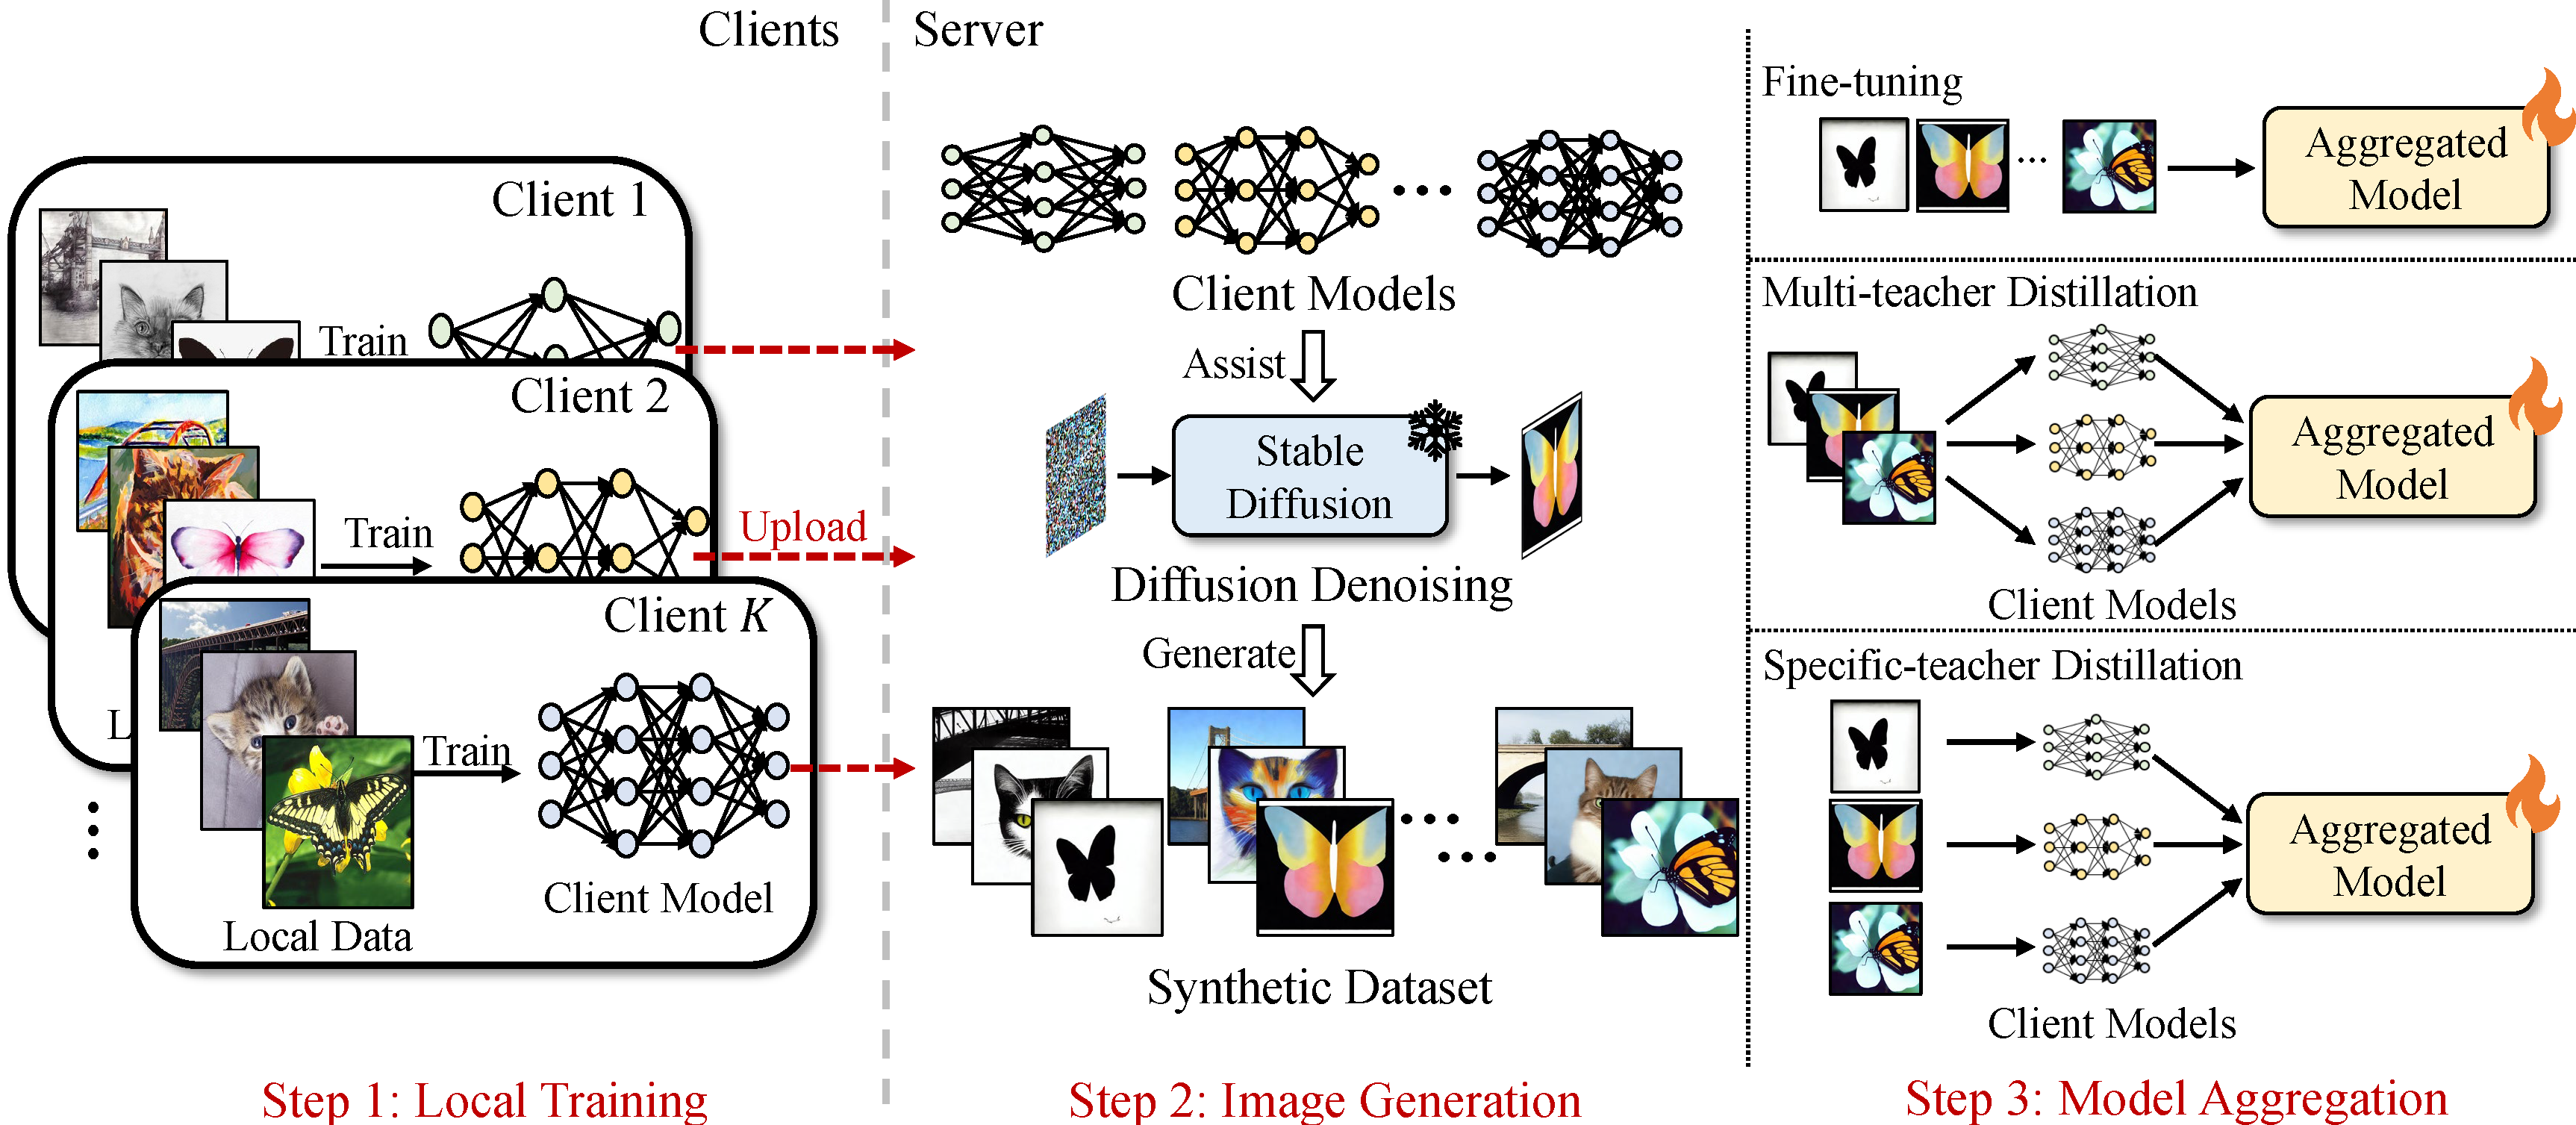 Clients
Server
Client 1
Train
Client 2
Train
Upload
L
Client K
Train
Client Model
Local Data
Step 1: Local Training
Client Models
Assist
Stable
Diffusion
Diffusion Denoising
Generate
Synthetic Dataset
Step 2: Image Generation
Fine-tuning
Aggregated
Model
Multi-teacher Distillation
Aggregated
Model
Client Models
Specific-teacher Distillation
Aggregated
Model
Client Models
Step 3: Model Aggregation